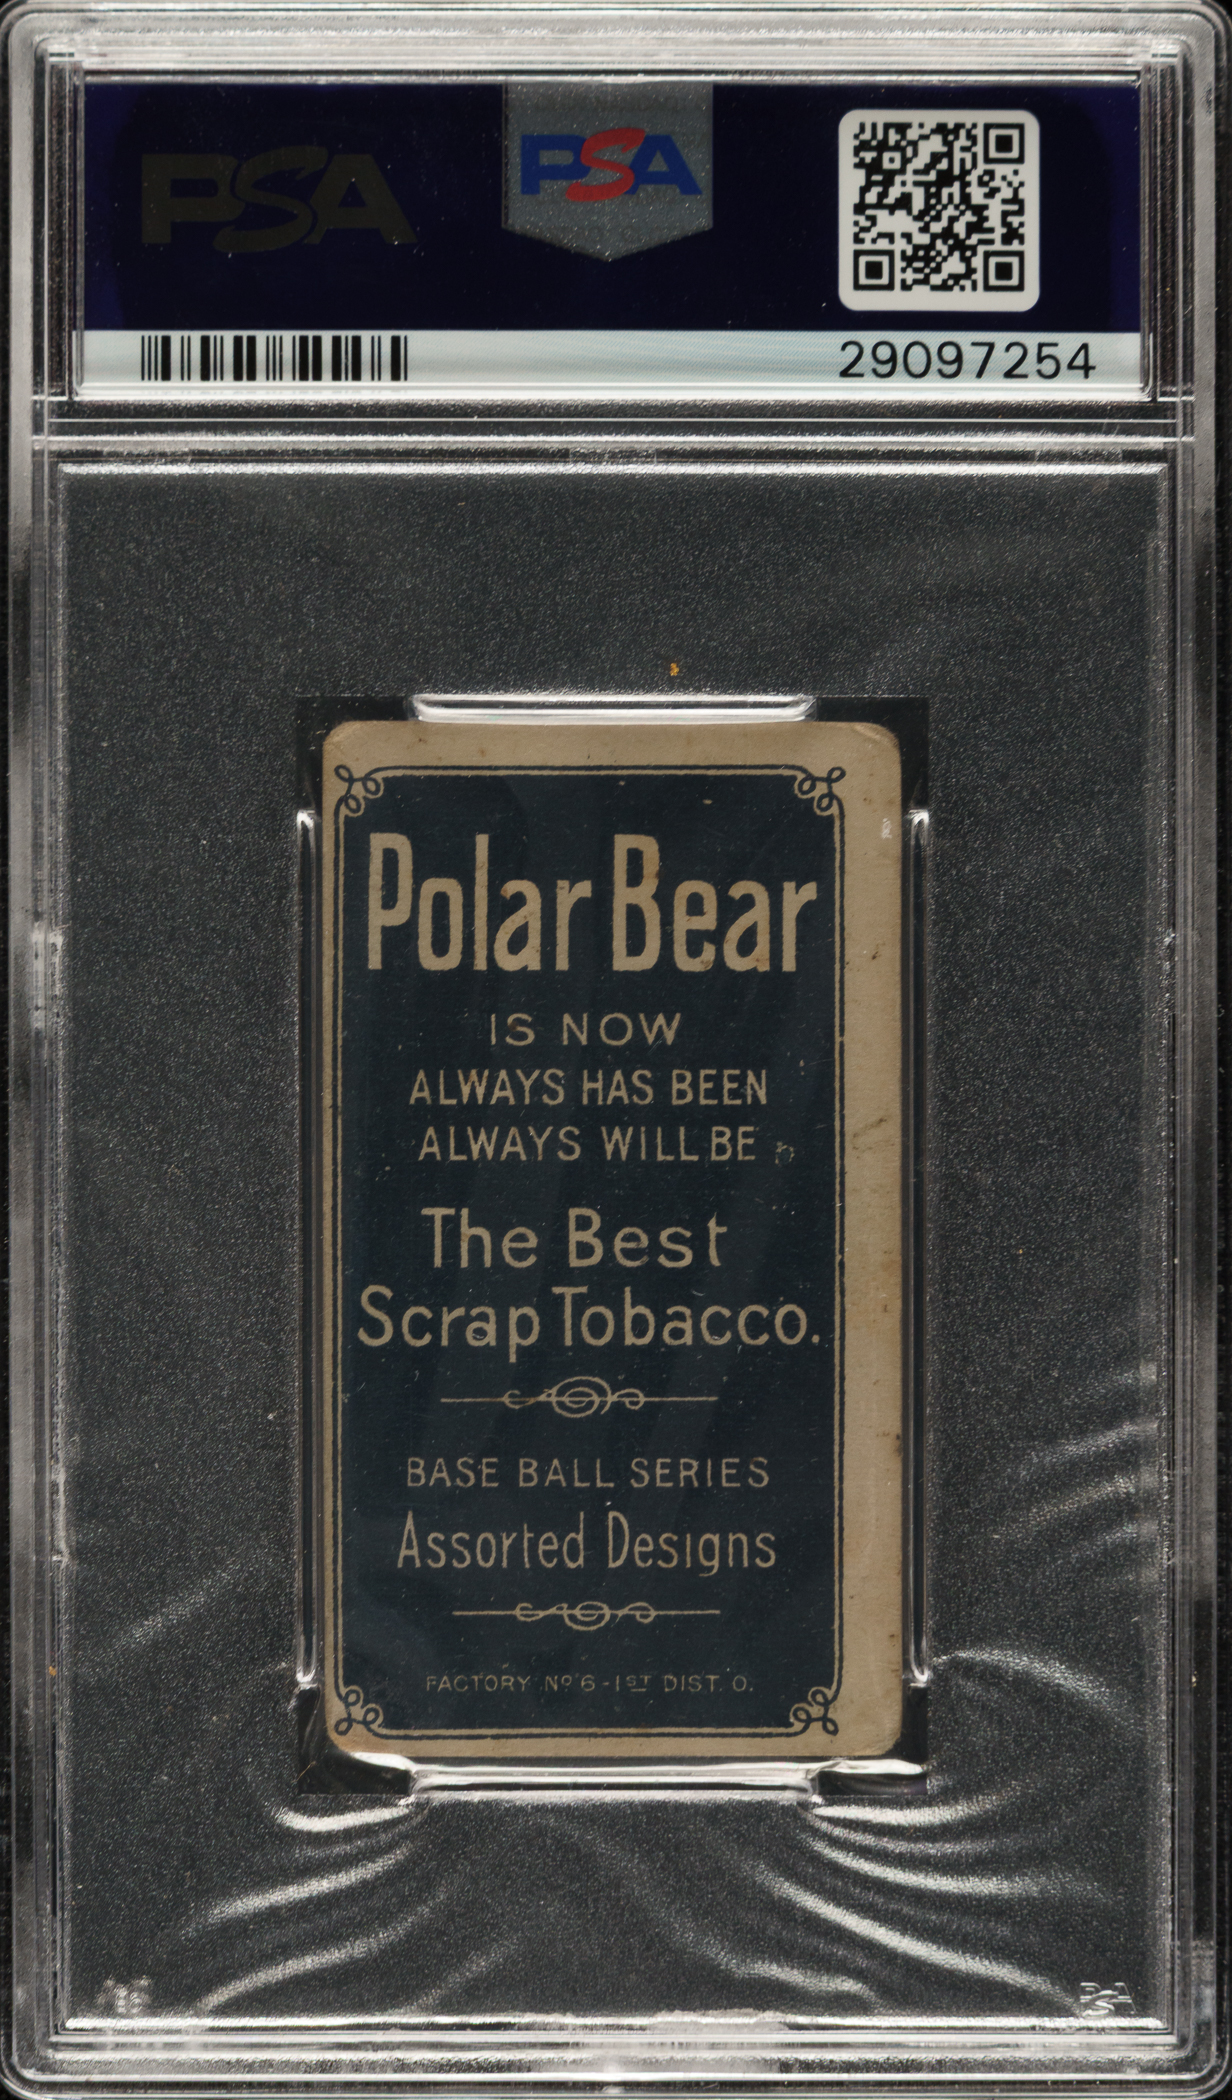 PSA
PSA
29097254
Polar Bear
IS NOW
ALWAYS HAS BEEN
ALWAYS WILL BE
The Best
Scrap Tobacco.
BASE BALL SERIES
Assorted Designs
FACTORY Nº 6 - 1ST DIST. O.
PSA